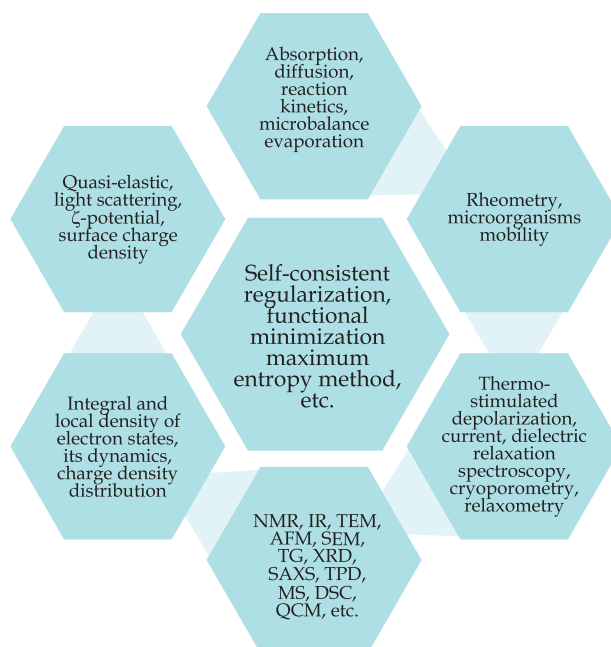 Absorption,
diffusion,
reaction
kinetics,
microbalance
evaporation
Quasi-elastic,
light scattering,
ζ-potential,
surface charge
density
Rheometry,
microorganisms
mobility
Self-consistent
regularization,
functional
minimization
maximum
entropy method,
etc.
Integral and
local density of
electron states,
its dynamics,
charge density
distribution
Thermo-
stimulated
depolarization,
current, dielectric
relaxation
spectroscopy,
cryoporometry,
relaxometry
NMR, IR, TEM,
AFM, SEM,
TG, XRD,
SAXS, TPD,
MS, DSC,
QCM, etc.